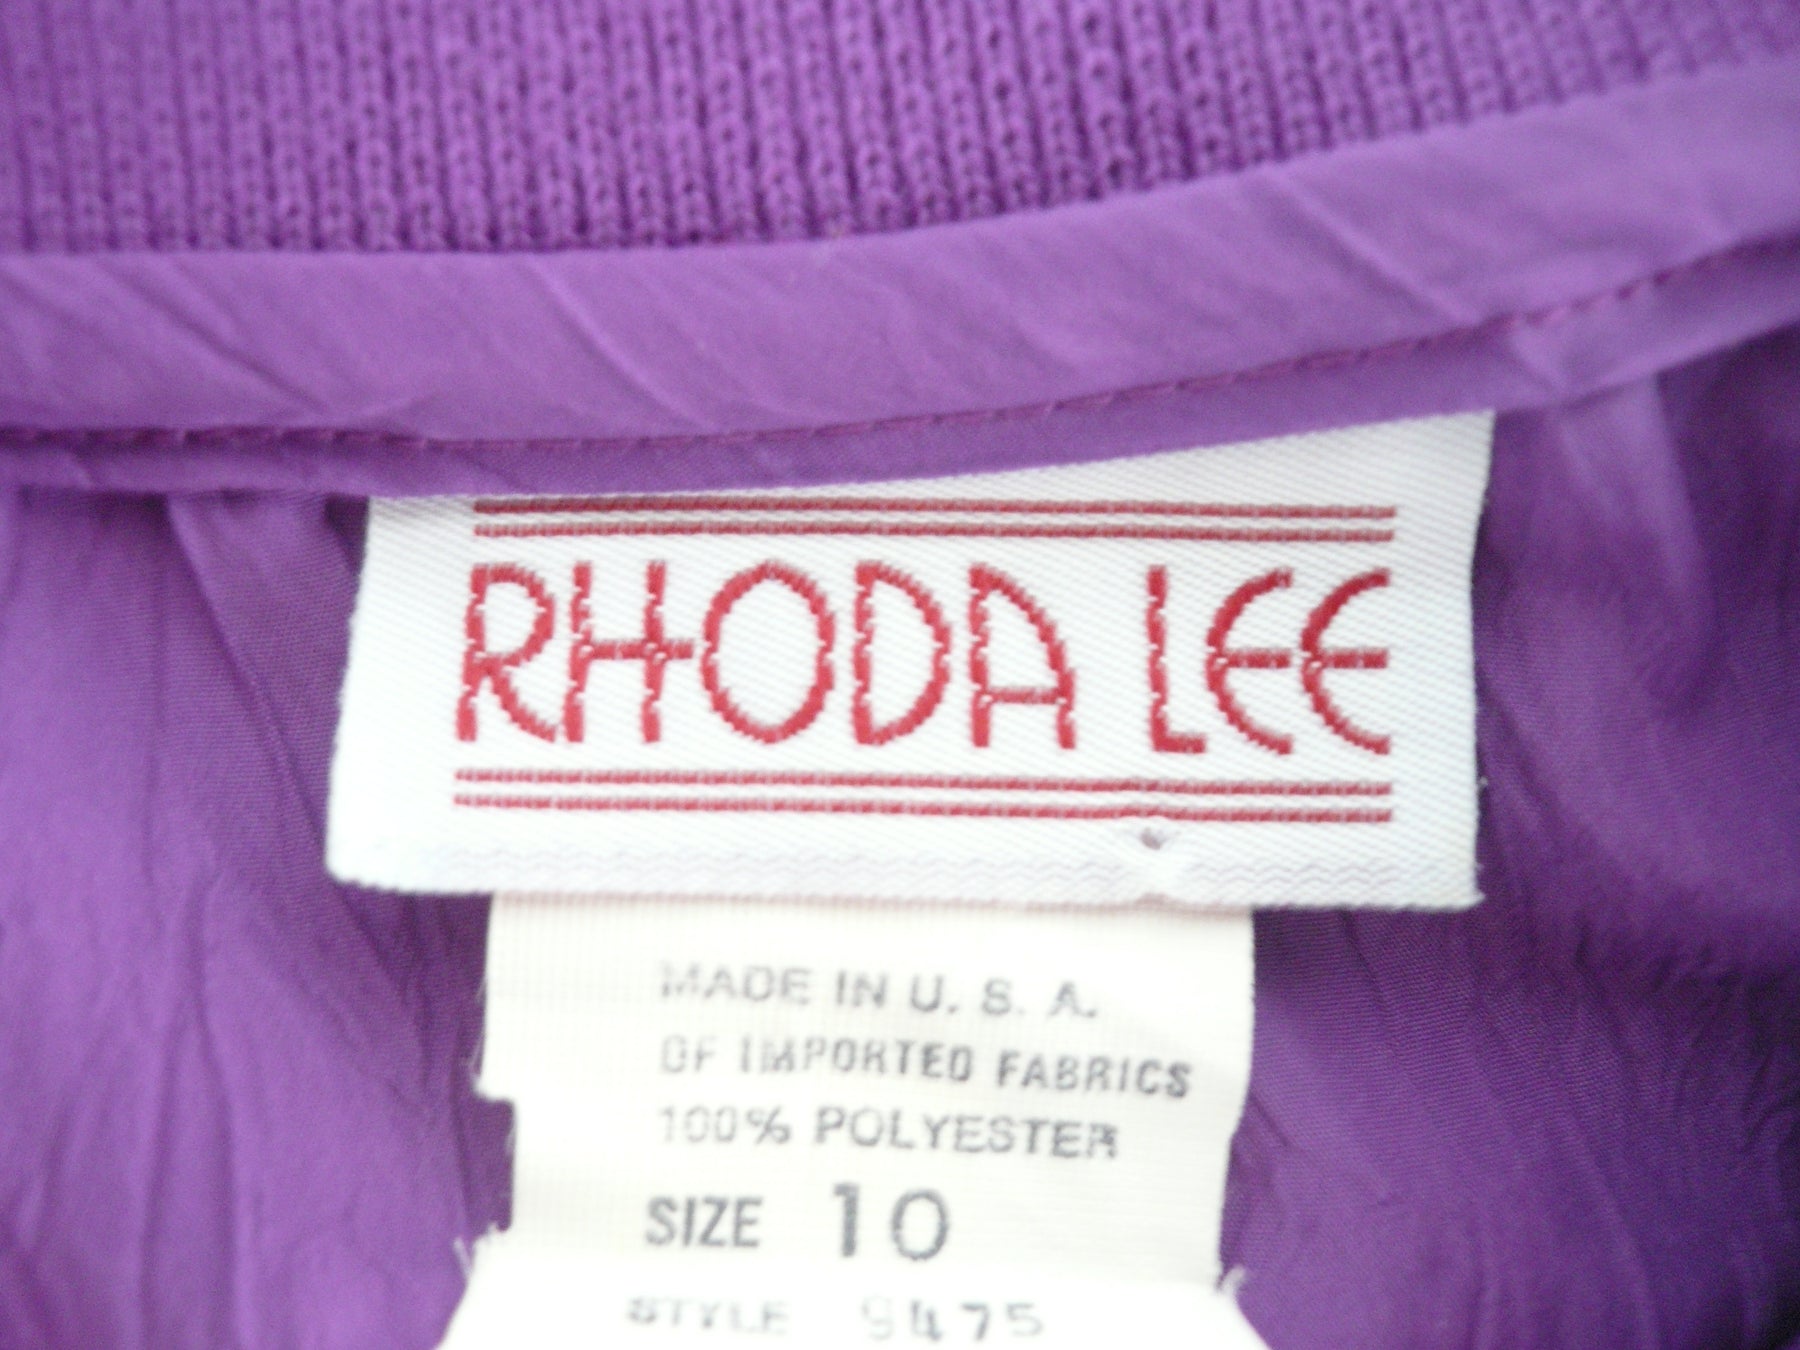 RHODA LEE
MADE IN U. S. A.
OF IMPORTED FABRICS
100% POLYESTER
SIZE 10
STYLE 9475